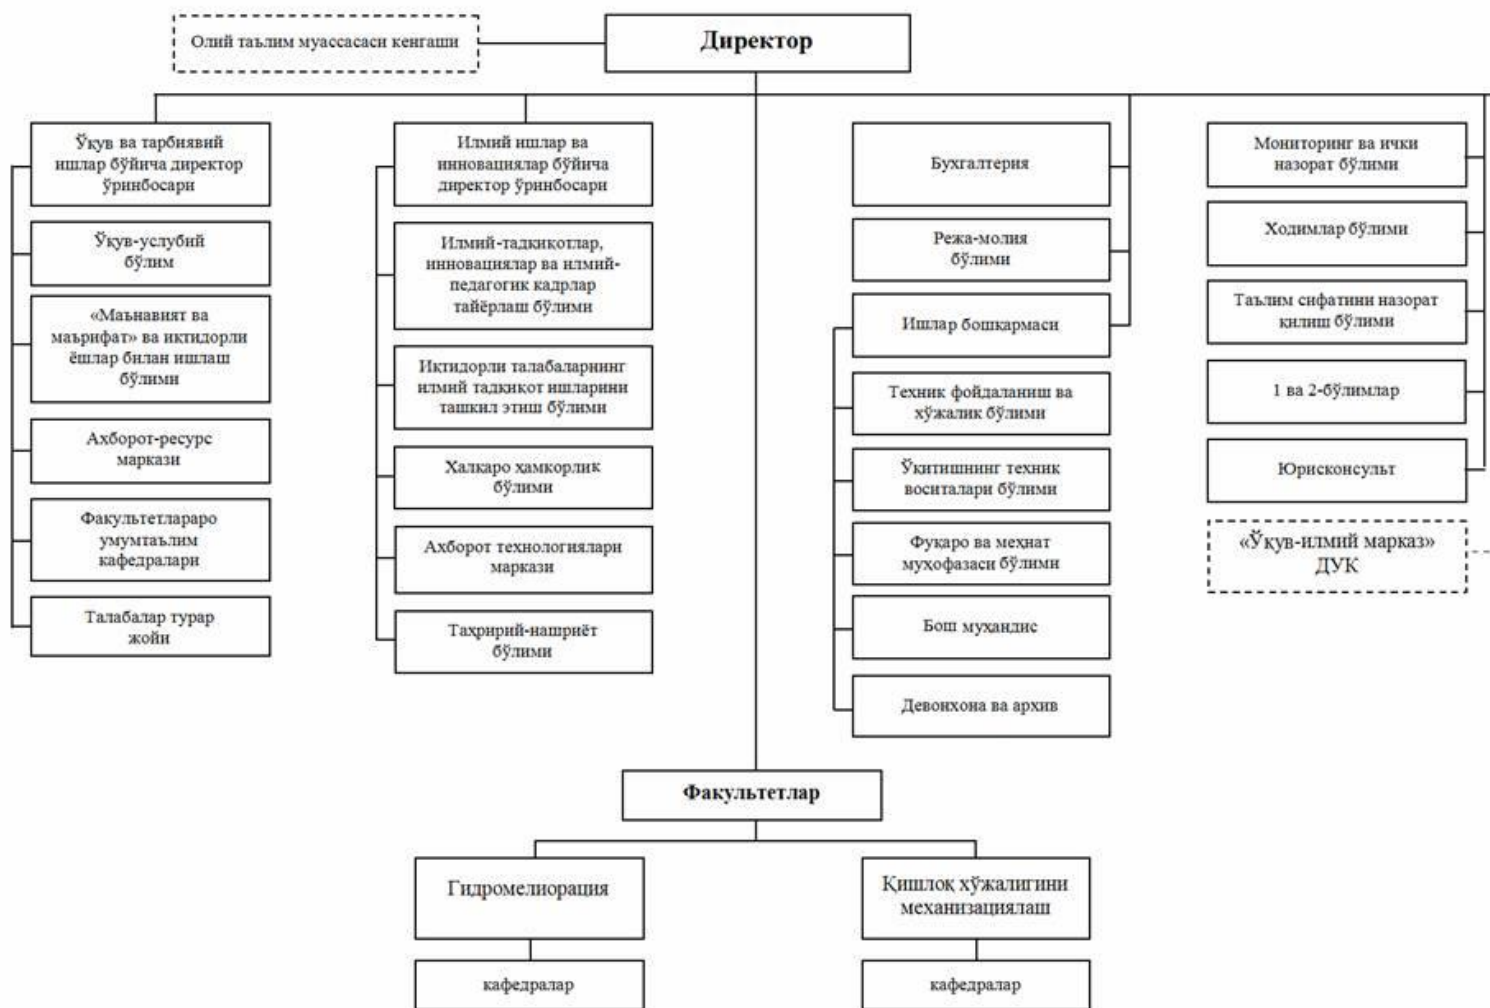 Олий таълим муассасаси кенгаши
Директор
Ўқув ва тарбиявий
ишлар бўйича директор
ўринбосари
Ўқув-услубий
бўлим
«Маънавият ва
маърифат» ва иқтидорли
ёшлар билан ишлаш
бўлими
Ахборот-ресурс
маркази
Факультетлараро
умумтаълим
кафедралари
Талабалар турар
жойи
Илмий ишлар ва
инновациялар бўйича
директор ўринбосари
Илмий-тадқиқотлар,
инновациялар ва илмий-
педагогик кадрлар
тайёрлаш бўлими
Иқтидорли талабаларнинг
илмий тадқиқот ишларини
ташкил этиш бўлими
Халқаро ҳамкорлик
бўлими
Ахборот технологиялари
маркази
Таҳририй-нашриёт
бўлими
Бухгалтерия
Режа-молия
бўлими
Ишлар бошқармаси
Техник фойдаланиш ва
хўжалик бўлими
Ўқитишнинг техник
воситалари бўлими
Фуқаро ва меҳнат
муҳофазаси бўлими
Бош муҳандис
Девонхона ва архив
Мониторинг ва ички
назорат бўлими
Ходимлар бўлими
Таълим сифатини назорат
қилиш бўлими
1 ва 2-бўлимлар
Юрисконсульт
«Ўқув-илмий марказ»
ДУК
Факультетлар
Гидромелиорация
кафедралар
Қишлоқ хўжалигини
механизациялаш
кафедралар